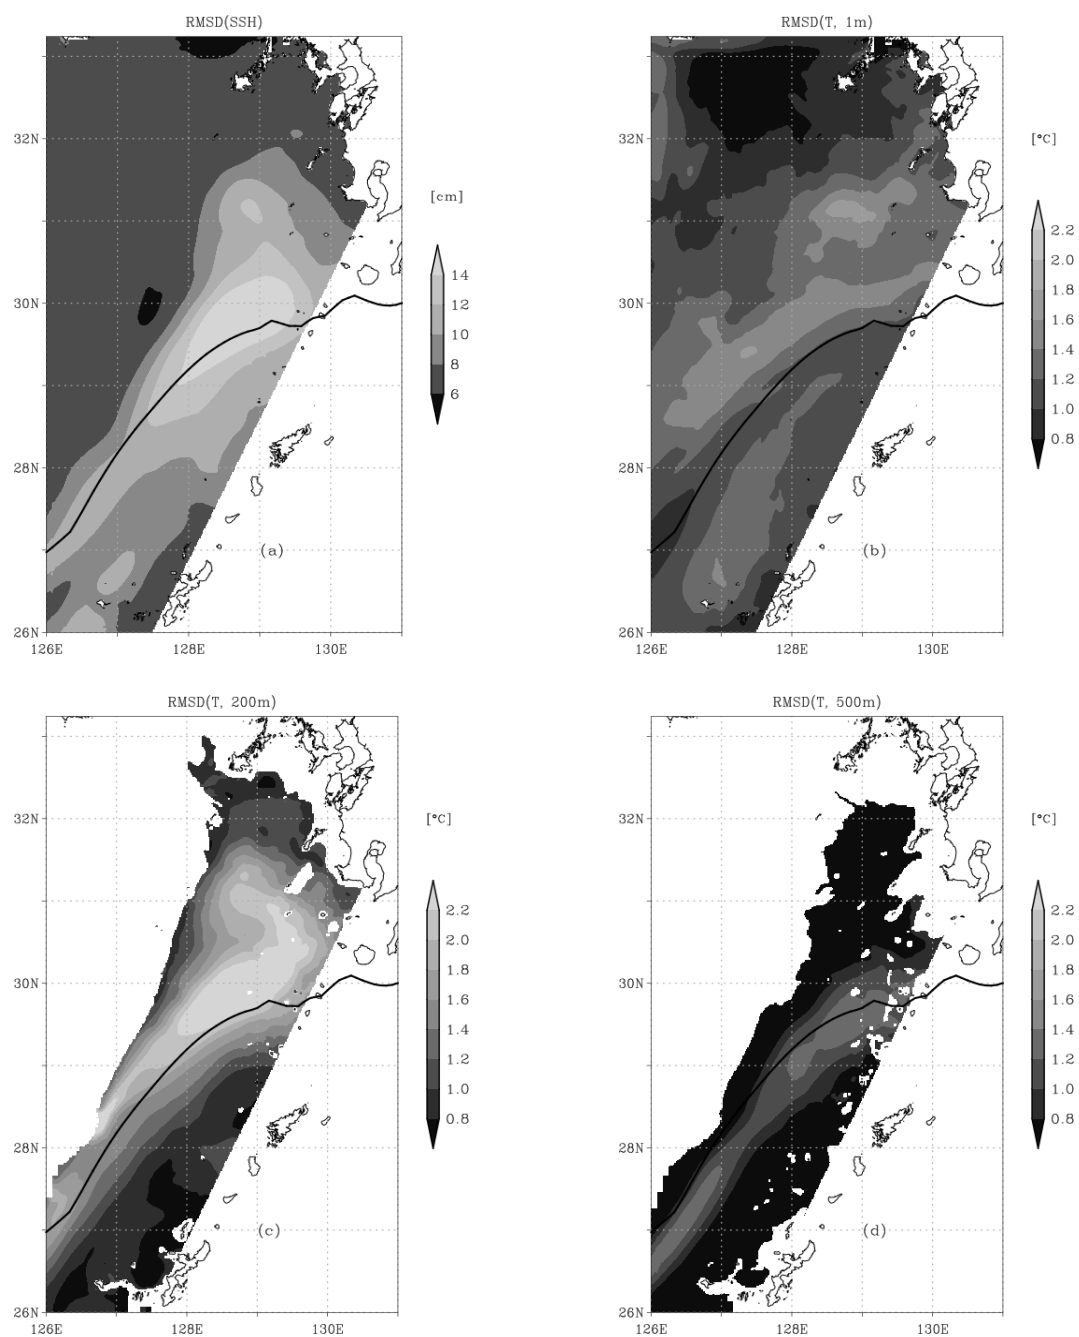 RMSD(SSH)
32N
30N
28N
26N
126E
128E
130E
(a)
[cm]
14
12
10
8
6
RMSD(T, 1m)
32N
30N
28N
26N
126E
128E
130E
(b)
[°C]
2.2
2.0
1.8
1.6
1.4
1.2
1.0
0.8
RMSD(T, 200m)
32N
30N
28N
26N
126E
128E
130E
(c)
[°C]
2.2
2.0
1.8
1.6
1.4
1.2
1.0
0.8
RMSD(T, 500m)
32N
30N
28N
26N
126E
128E
130E
(d)
[°C]
2.2
2.0
1.8
1.6
1.4
1.2
1.0
0.8